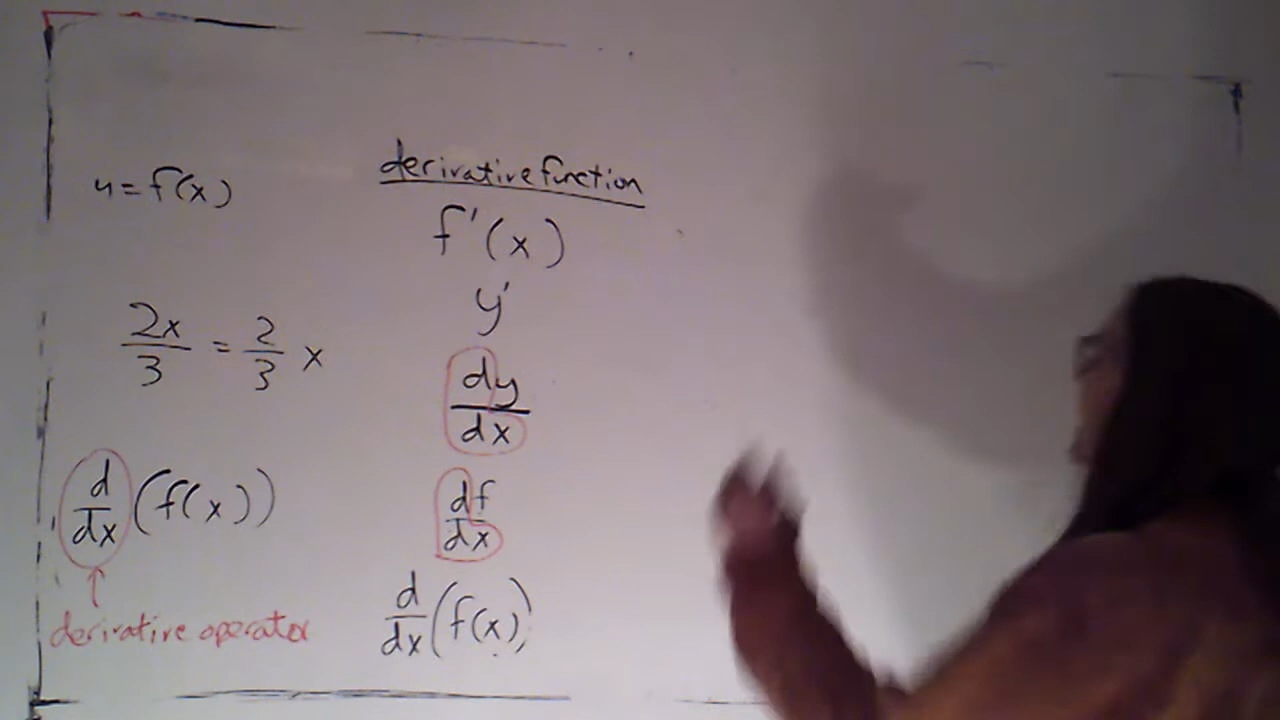 y = f(x)
2x/3 = 2/3 x
d/dx (f(x))
derivative operator
derivative function
f'(x)
y'
dy/dx
df/dx
d/dx (f(x))